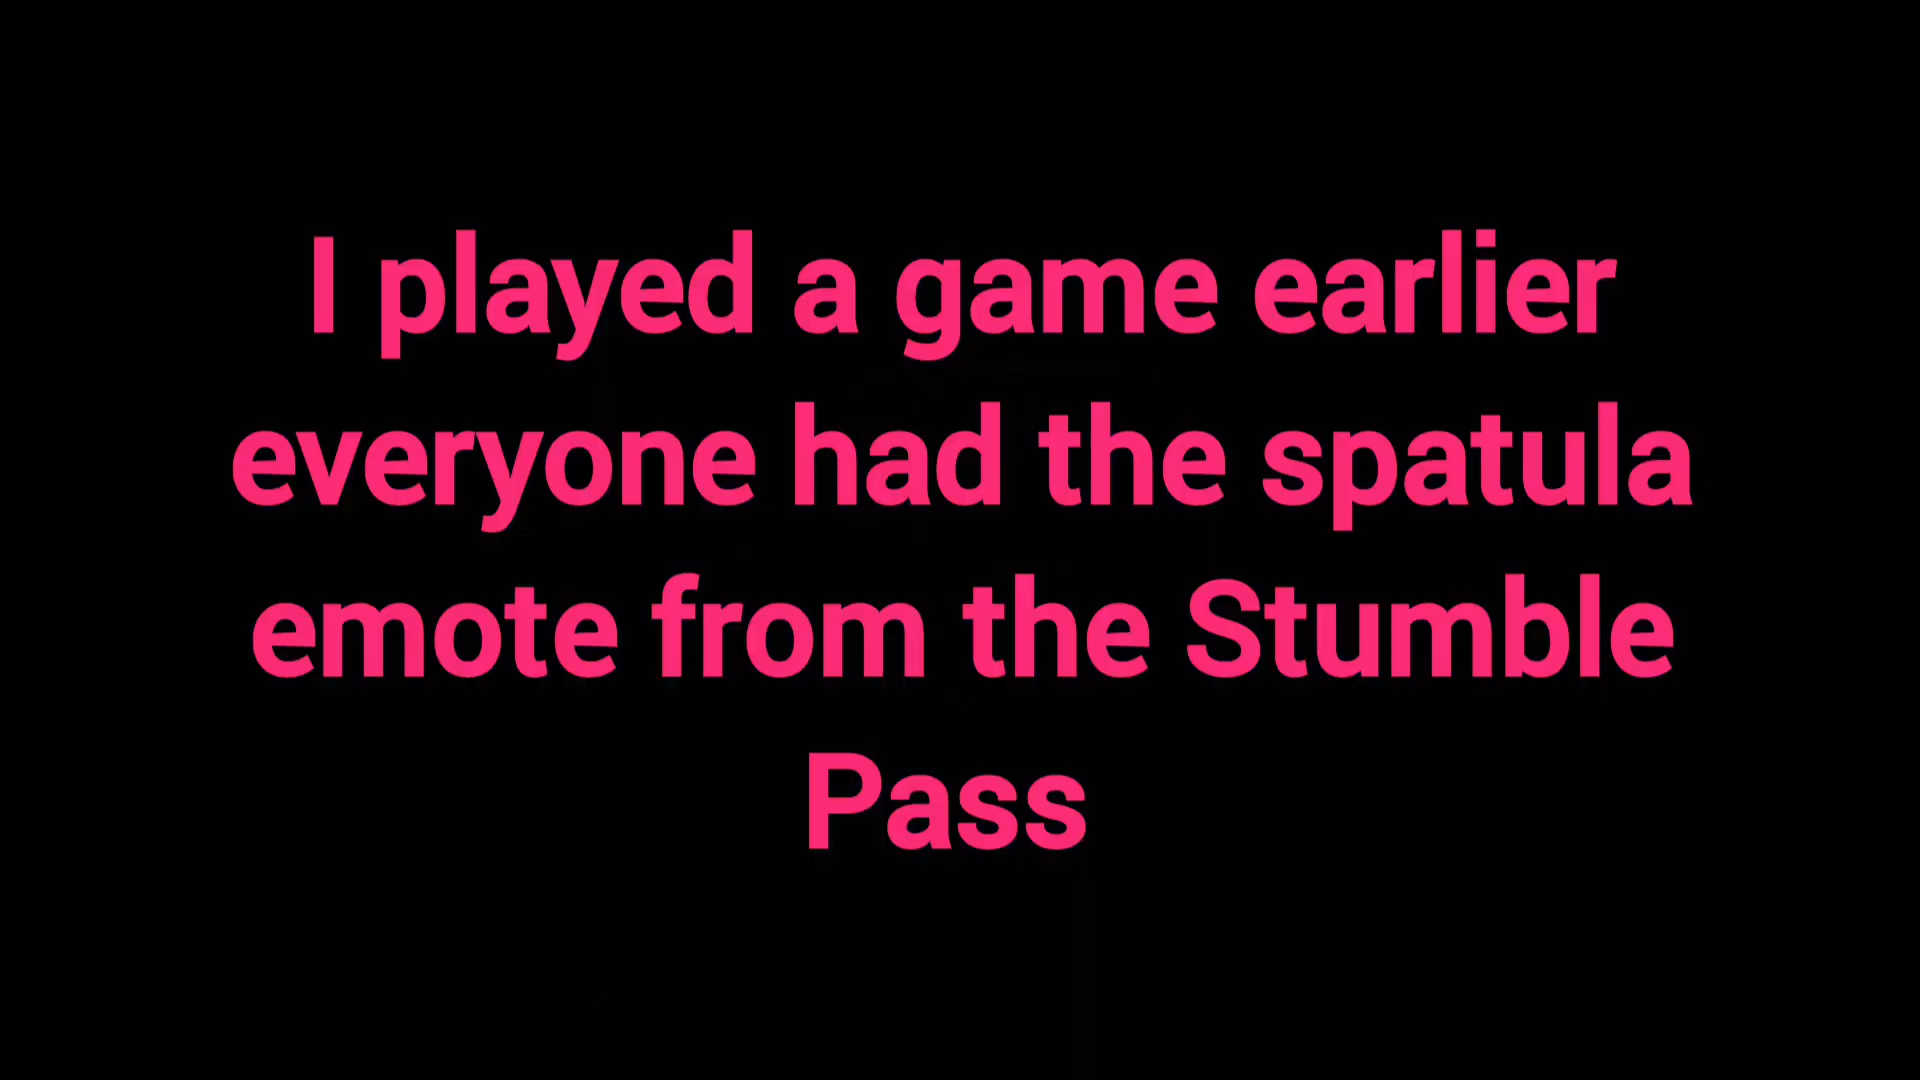 I played a game earlier
everyone had the spatula
emote from the Stumble
Pass